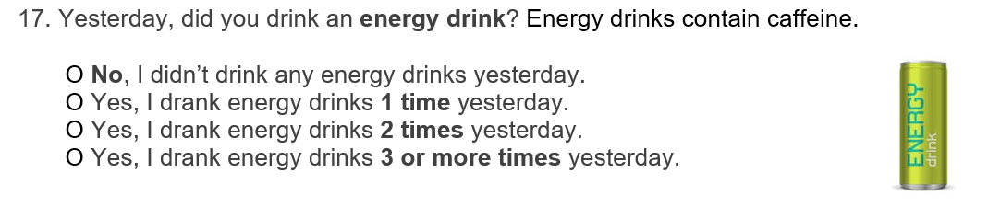 17. Yesterday, did you drink an energy drink? Energy drinks contain caffeine.
O No, I didn’t drink any energy drinks yesterday.
O Yes, I drank energy drinks 1 time yesterday.
O Yes, I drank energy drinks 2 times yesterday.
O Yes, I drank energy drinks 3 or more times yesterday.
ENERGY
drink